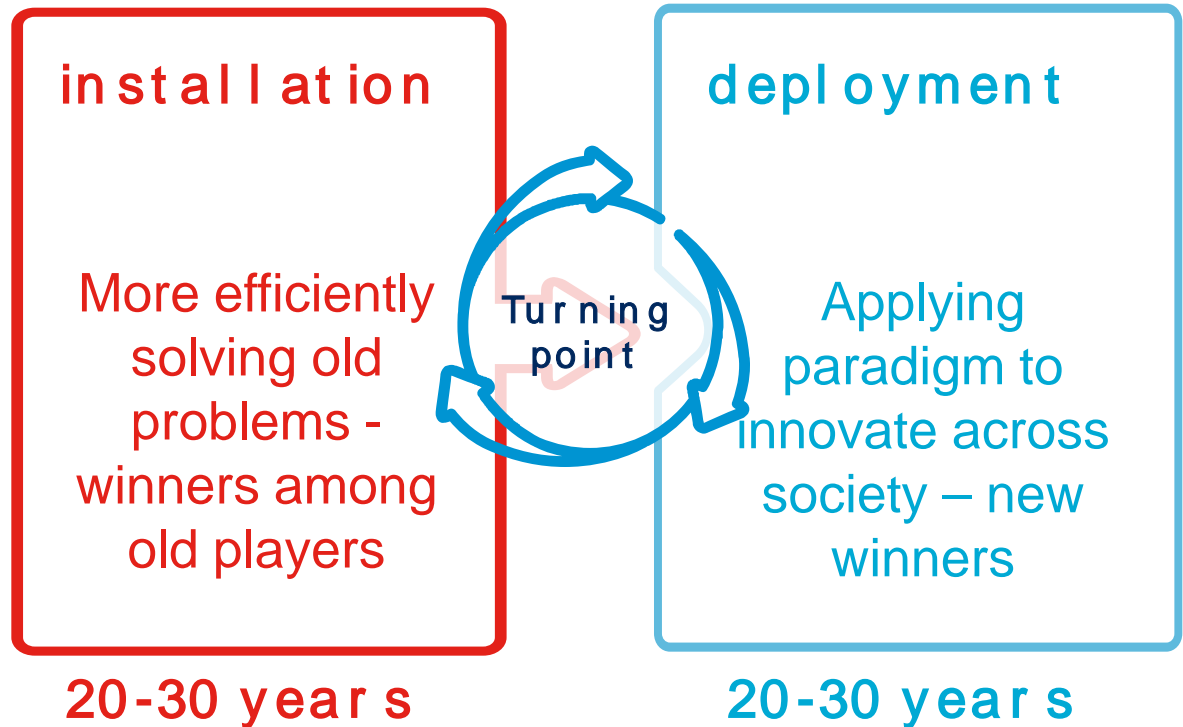 installation
More efficiently
solving old
problems -
winners among
old players
20-30 years
Turning
point
deployment
Applying
paradigm to
innovate across
society – new
winners
20-30 years